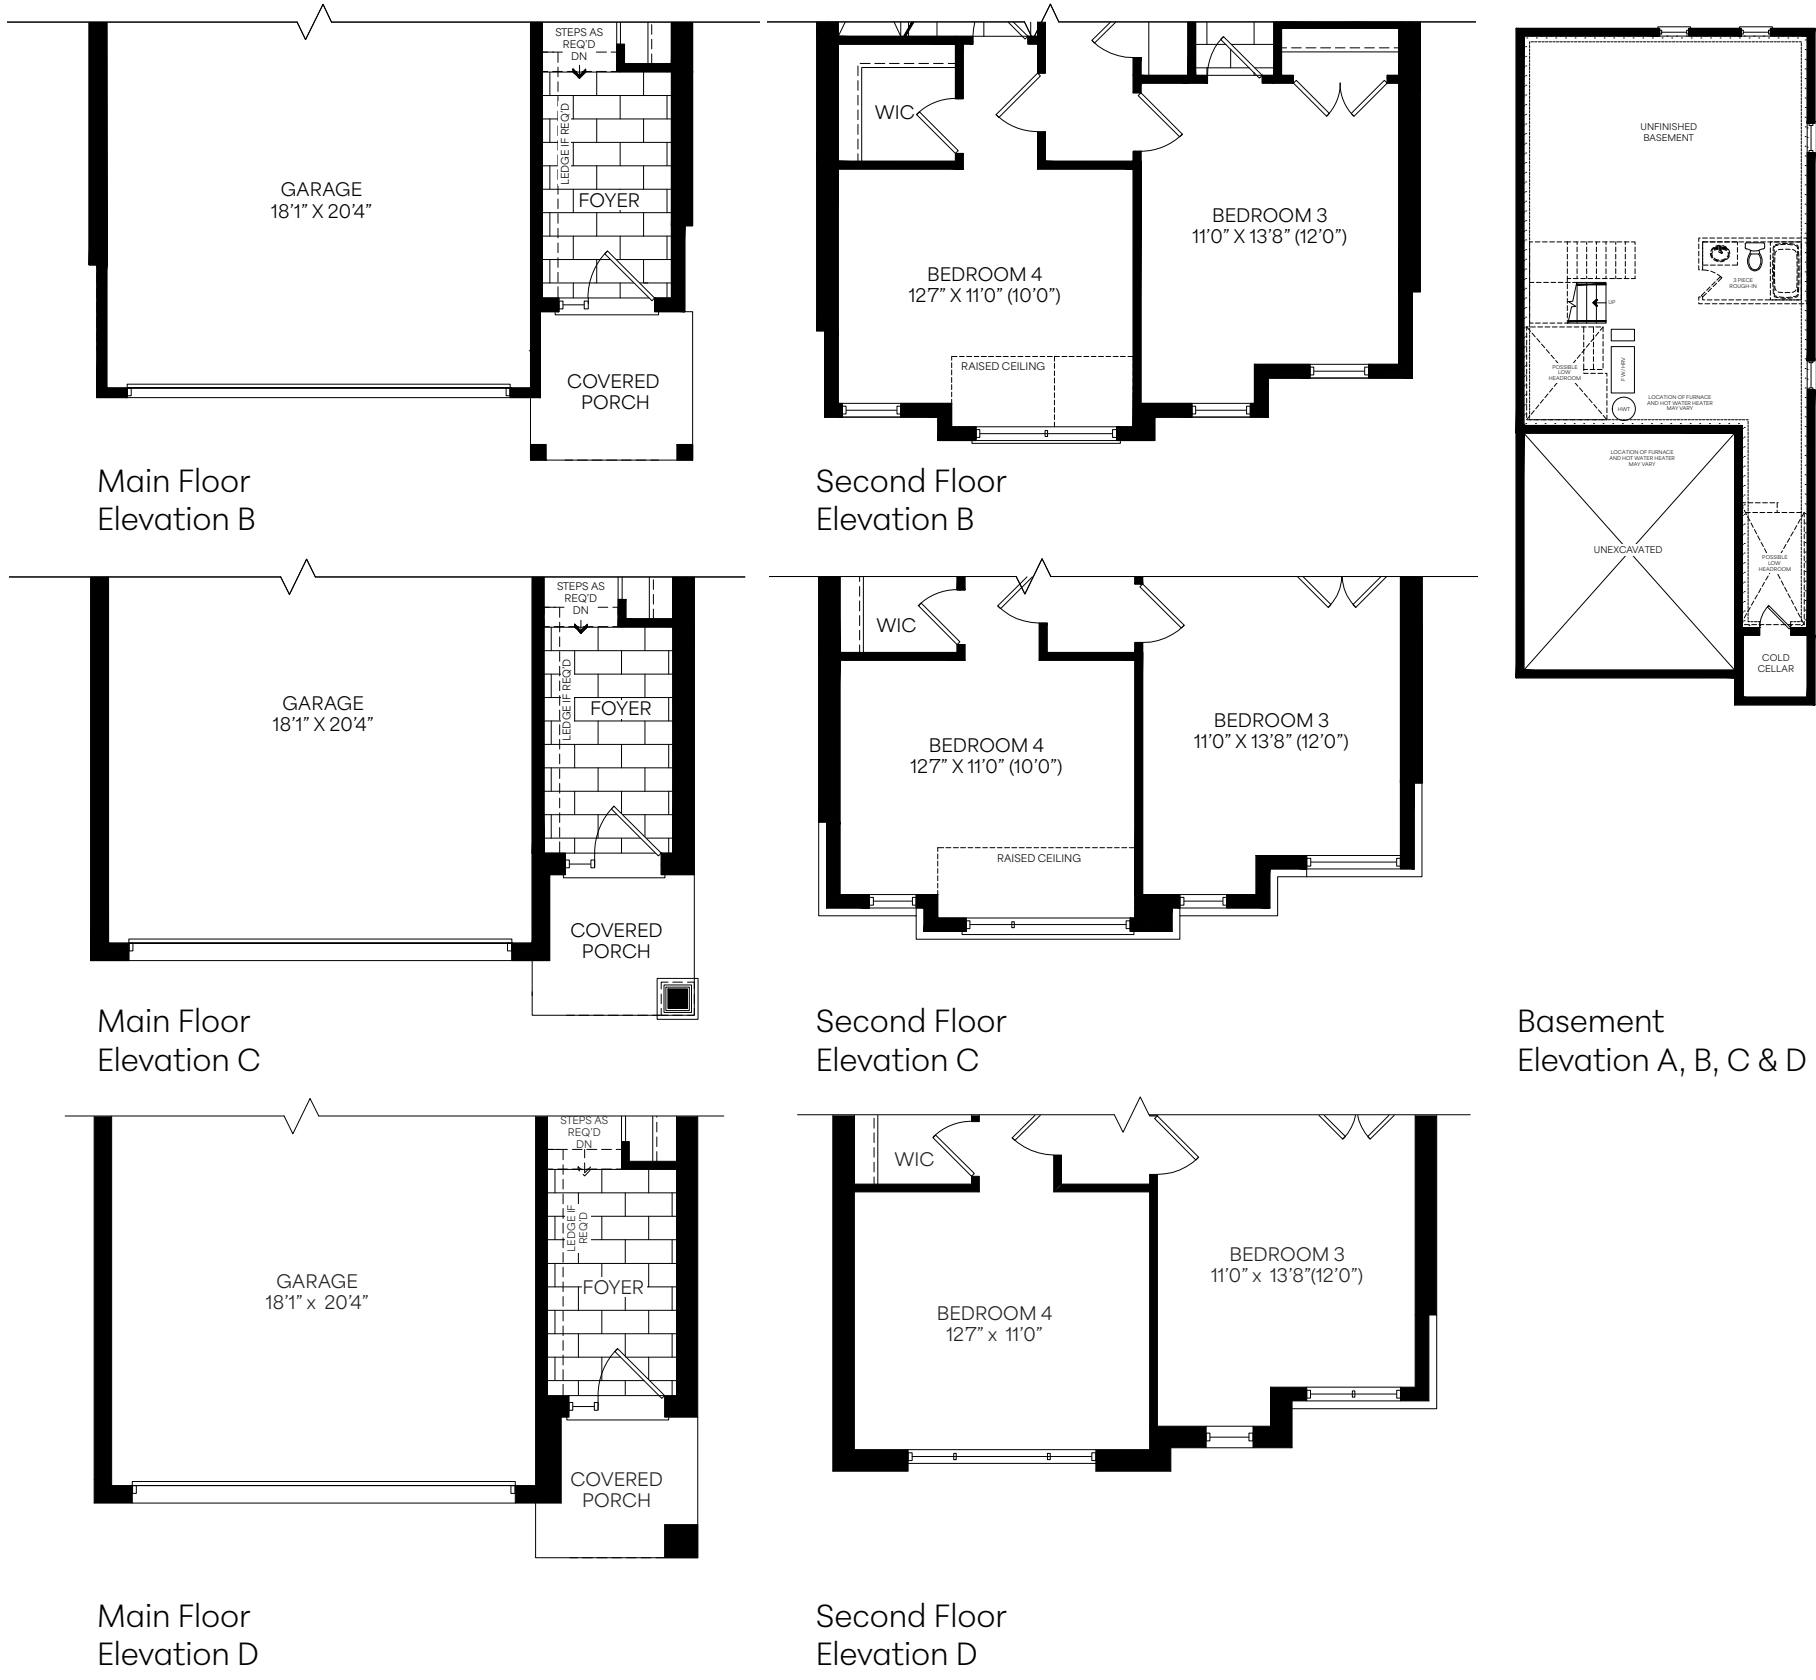 STEPS AS
REQ'D
DN
LEDGE IF REQ'D
GARAGE
18'1" X 20'4"
FOYER
COVERED
PORCH
Main Floor
Elevation B
WIC
BEDROOM 3
11'0" X 13'8" (12'0")
BEDROOM 4
127" X 11'0" (10'0")
RAISED CEILING
Second Floor
Elevation B
UNFINISHED
BASEMENT
3 PIECE
ROUGH-IN
UP
POSSIBLE
LOW
HEADROOM
F.W/HRV
HWT
LOCATION OF FURNACE
AND HOT WATER HEATER
MAY VARY
LOCATION OF FURNACE
AND HOT WATER HEATER
MAY VARY
UNEXCAVATED
POSSIBLE
LOW
HEADROOM
COLD
CELLAR
Basement
Elevation A, B, C & D
STEPS AS
REQ'D
DN
LEDGE IF REQ'D
GARAGE
18'1" X 20'4"
FOYER
COVERED
PORCH
Main Floor
Elevation C
WIC
BEDROOM 3
11'0" X 13'8" (12'0")
BEDROOM 4
127" X 11'0" (10'0")
RAISED CEILING
Second Floor
Elevation C
STEPS AS
REQ'D
DN
LEDGE IF
REQ'D
GARAGE
18'1" x 20'4"
FOYER
COVERED
PORCH
Main Floor
Elevation D
WIC
BEDROOM 3
11'0" x 13'8"(12'0")
BEDROOM 4
127" x 11'0"
Second Floor
Elevation D